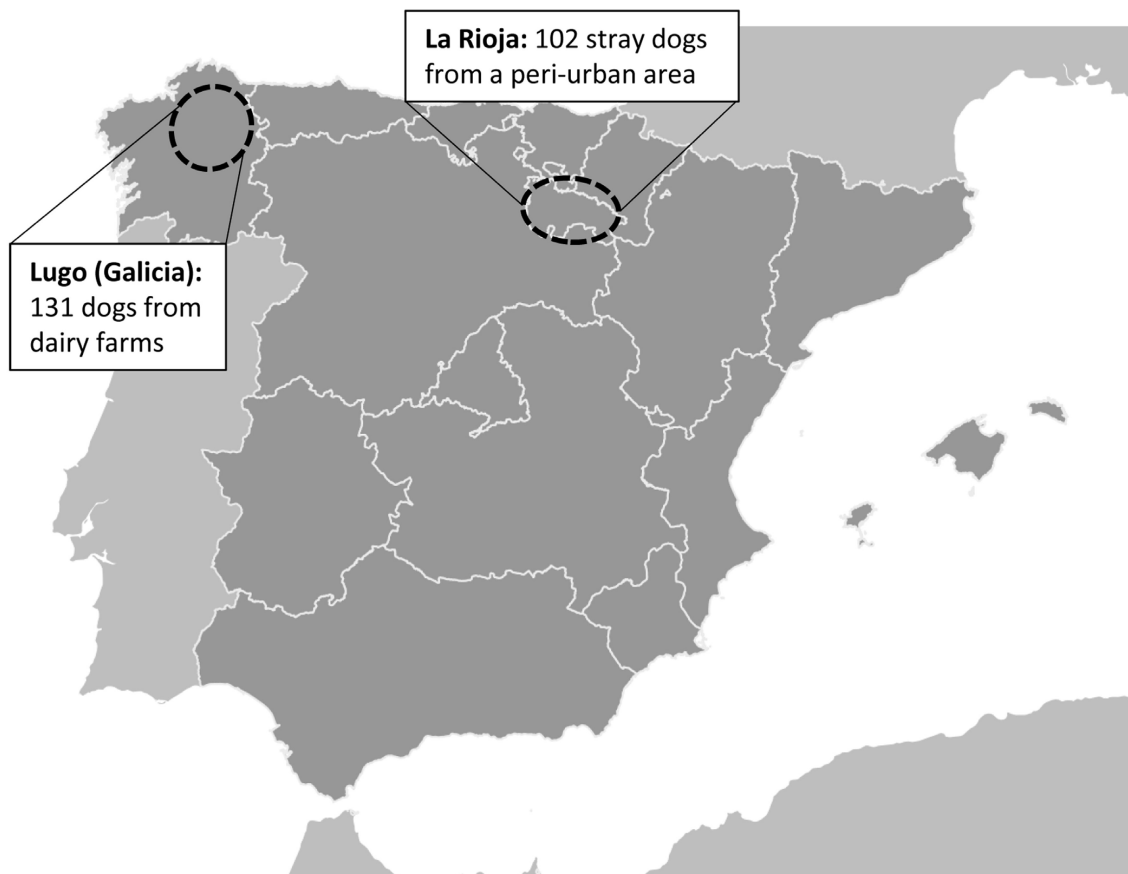 La Rioja: 102 stray dogs
from a peri-urban area
Lugo (Galicia):
131 dogs from
dairy farms